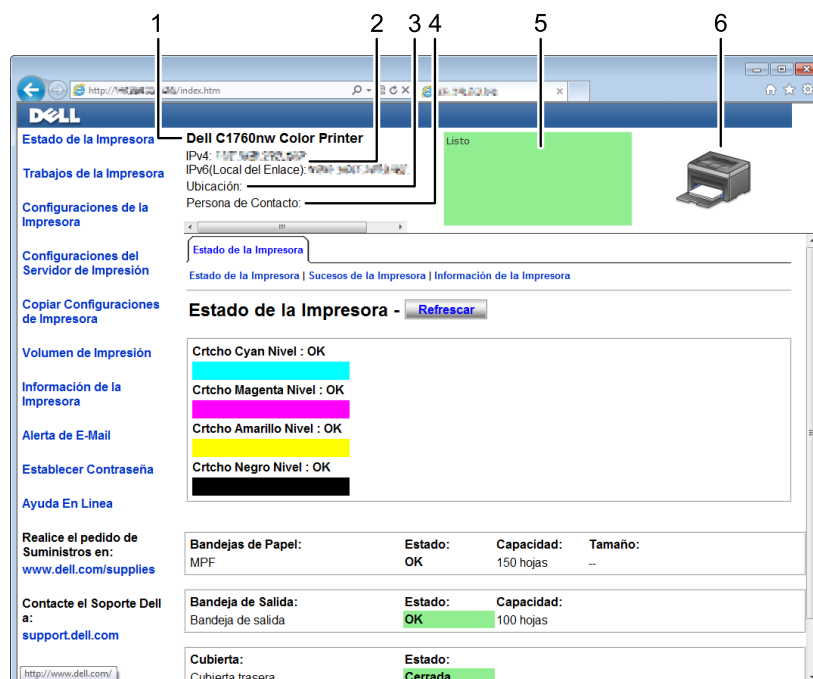 1 2 3 4 5 6
http:// /index.htm
DELL
Estado de la Impresora
Trabajos de la Impresora
Configuraciones de la
Impresora
Configuraciones del
Servidor de Impresión
Copiar Configuraciones
de Impresora
Volumen de Impresión
Información de la
Impresora
Alerta de E-Mail
Establecer Contraseña
Ayuda En Linea
Realice el pedido de
Suministros en:
www.dell.com/supplies
Contacte el Soporte Dell
a:
support.dell.com
http://www.dell.com/
Dell C1760nw Color Printer
IPv4:
IPv6(Local del Enlace):
Ubicación:
Persona de Contacto:
Listo
Estado de la Impresora
Estado de la Impresora | Sucesos de la Impresora | Información de la Impresora
Estado de la Impresora - Refrescar
Crtcho Cyan Nivel : OK
Crtcho Magenta Nivel : OK
Crtcho Amarillo Nivel : OK
Crtcho Negro Nivel : OK
Bandejas de Papel: Estado: Capacidad: Tamaño:
MPF OK 150 hojas --
Bandeja de Salida: Estado: Capacidad:
Bandeja de salida OK 100 hojas
Cubierta: Estado:
Cubierta trasera Cerrada